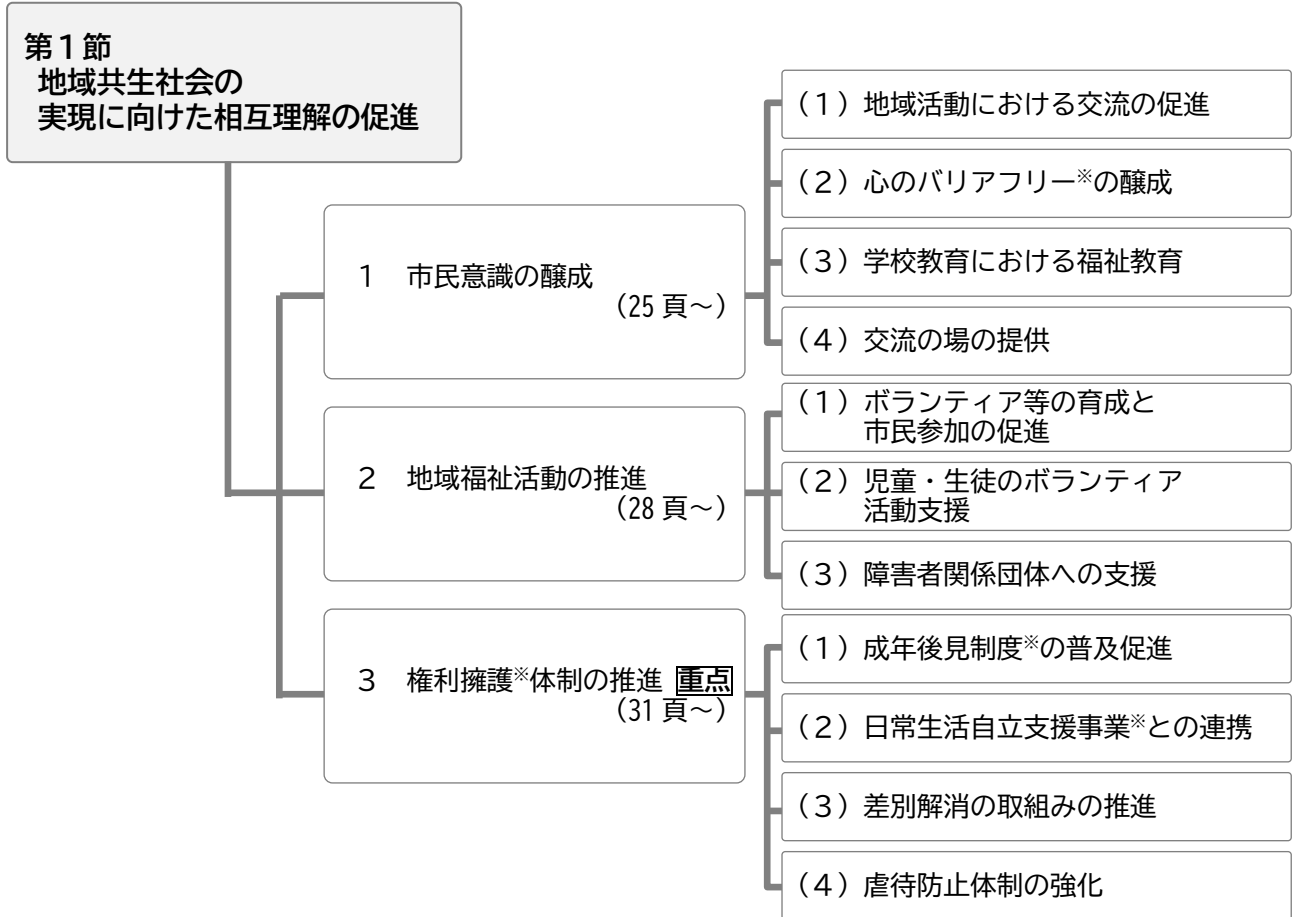 第１節
地域共生社会の
実現に向けた相互理解の促進
１　市民意識の醸成
（25 頁～）
（１）地域活動における交流の促進
（２）心のバリアフリー※の醸成
（３）学校教育における福祉教育
（４）交流の場の提供
２　地域福祉活動の推進
（28 頁～）
（１）ボランティア等の育成と
市民参加の促進
（２）児童・生徒のボランティア
活動支援
（３）障害者関係団体への支援
３　権利擁護※体制の推進 重点
（31 頁～）
（１）成年後見制度※の普及促進
（２）日常生活自立支援事業※との連携
（３）差別解消の取組みの推進
（４）虐待防止体制の強化